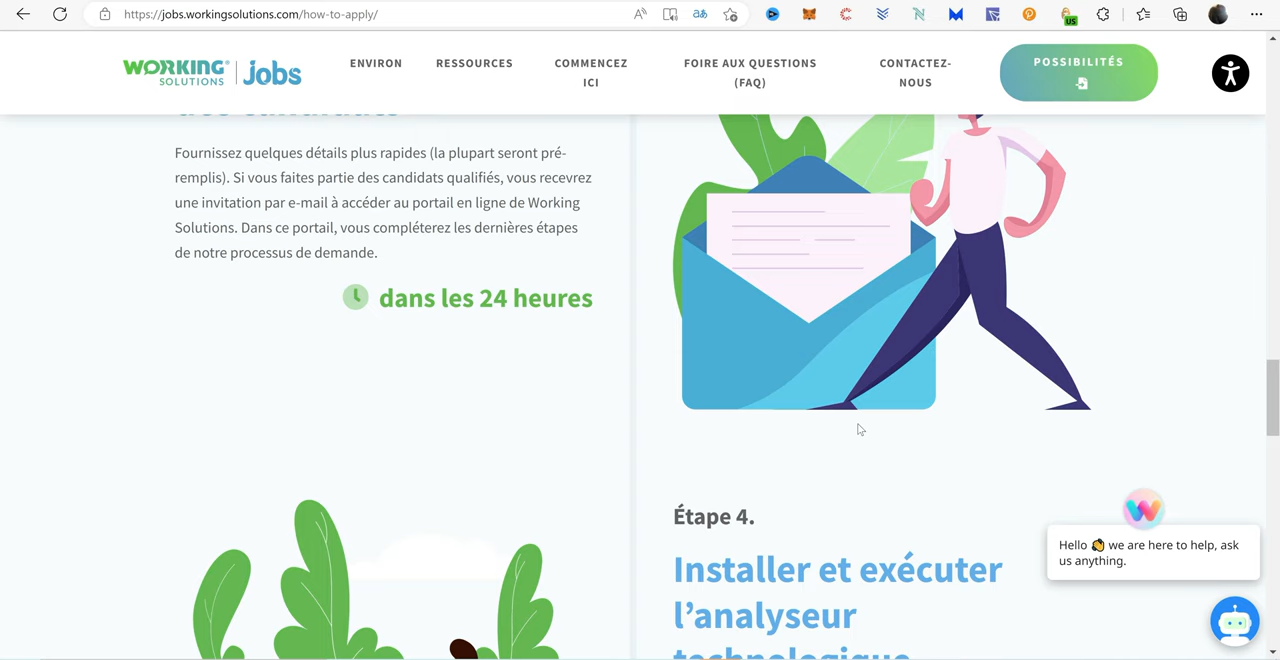 https://jobs.workingsolutions.com/how-to-apply/
US
WORKING
SOLUTIONS
jobs
ENVIRON
RESSOURCES
COMMENCEZ
ICI
FOIRE AUX QUESTIONS
(FAQ)
CONTACTEZ-
NOUS
POSSIBILITÉS
Fournissez quelques détails plus rapides (la plupart seront pré-
remplis). Si vous faites partie des candidats qualifiés, vous recevrez
une invitation par e-mail à accéder au portail en ligne de Working
Solutions. Dans ce portail, vous compléterez les dernières étapes
de notre processus de demande.
dans les 24 heures
Étape 4.
Installer et exécuter
l’analyseur
technologique
Hello 👋 we are here to help, ask
us anything.